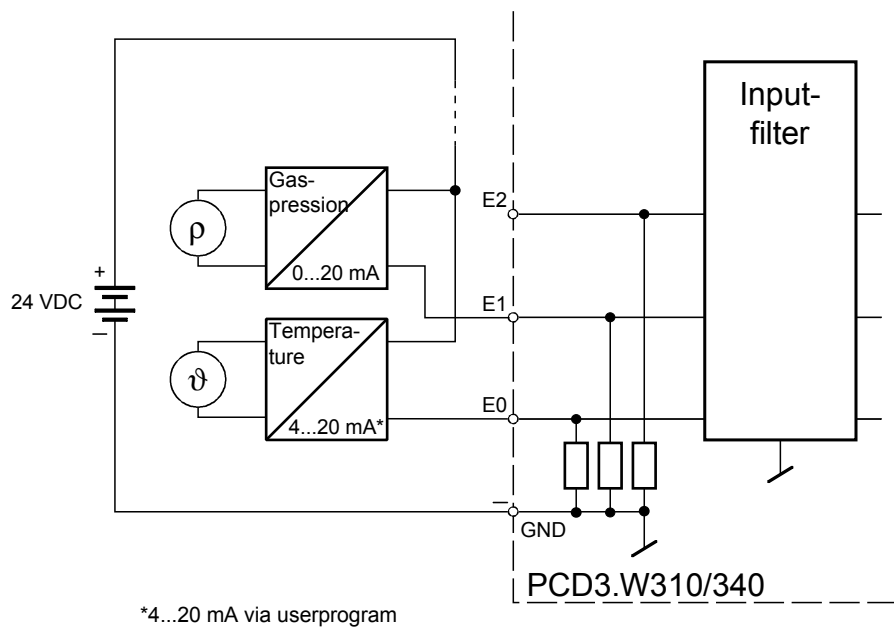 Input-
filter
Gas-
pression
E2
ρ
0...20 mA
+
24 VDC
–
E1
Tempera-
ture
ϑ
E0
4...20 mA*
–
GND
PCD3.W310/340
*4...20 mA via userprogram